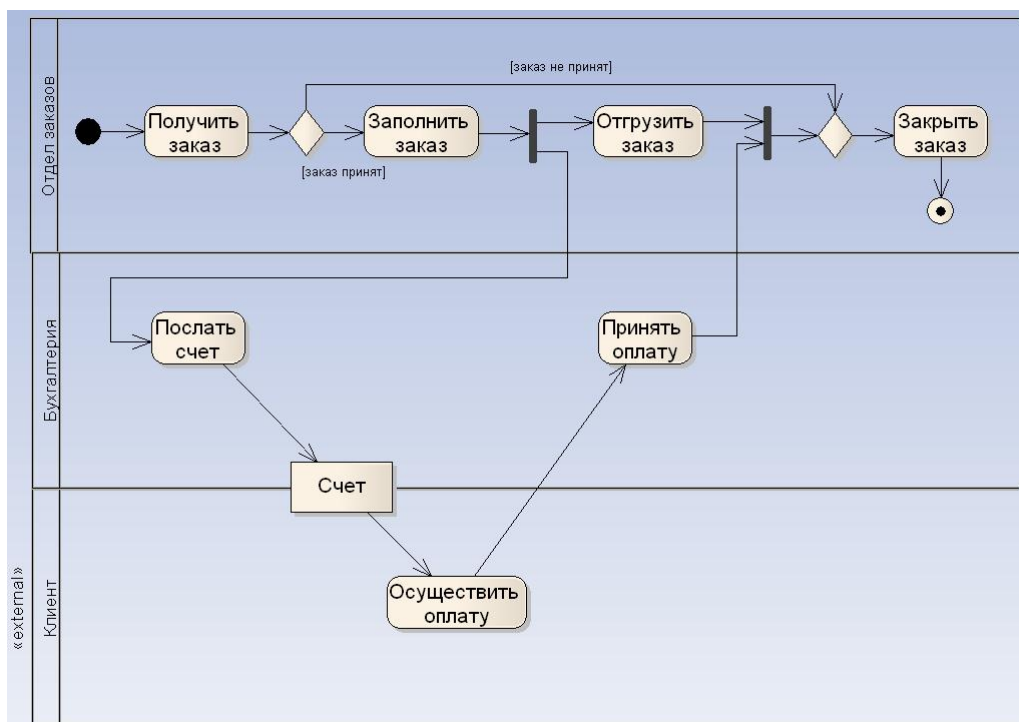 Отдел заказов
[заказ не принят]
Получить
заказ
Заполнить
заказ
Отгрузить
заказ
Закрыть
заказ
[заказ принят]
Бухгалтерия
Послать
счет
Принять
оплату
Счет
«external»
Клиент
Осуществить
оплату